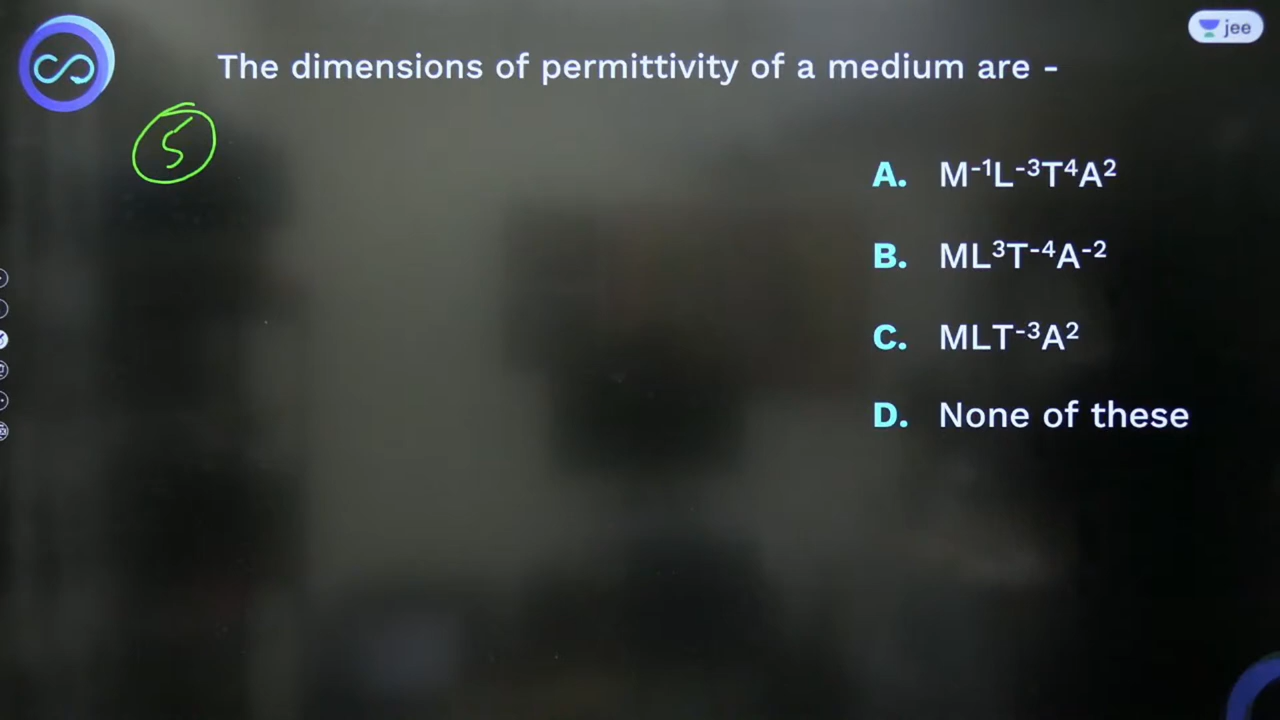 The dimensions of permittivity of a medium are -
jee
5
A. M⁻¹L⁻³T⁴A²
B. ML³T⁻⁴A⁻²
C. MLT⁻³A²
D. None of these